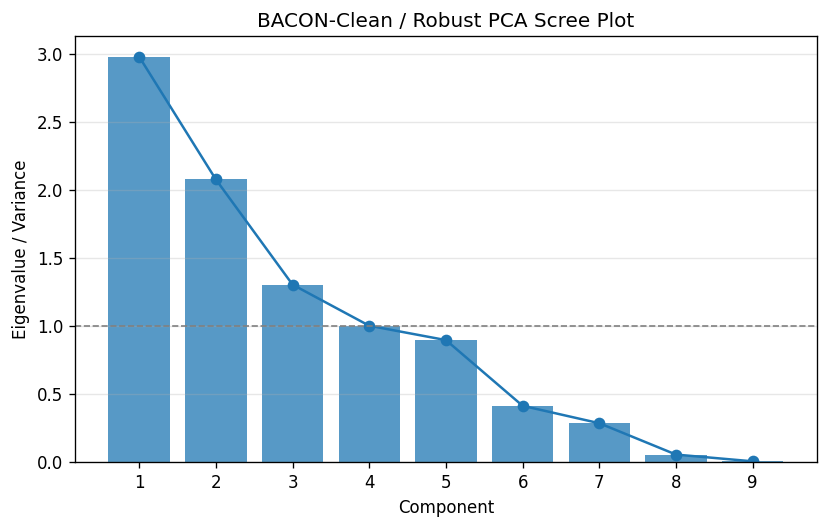 BACON-Clean / Robust PCA Scree Plot
Eigenvalue / Variance
3.0
2.5
2.0
1.5
1.0
0.5
0.0
1 2 3 4 5 6 7 8 9
Component